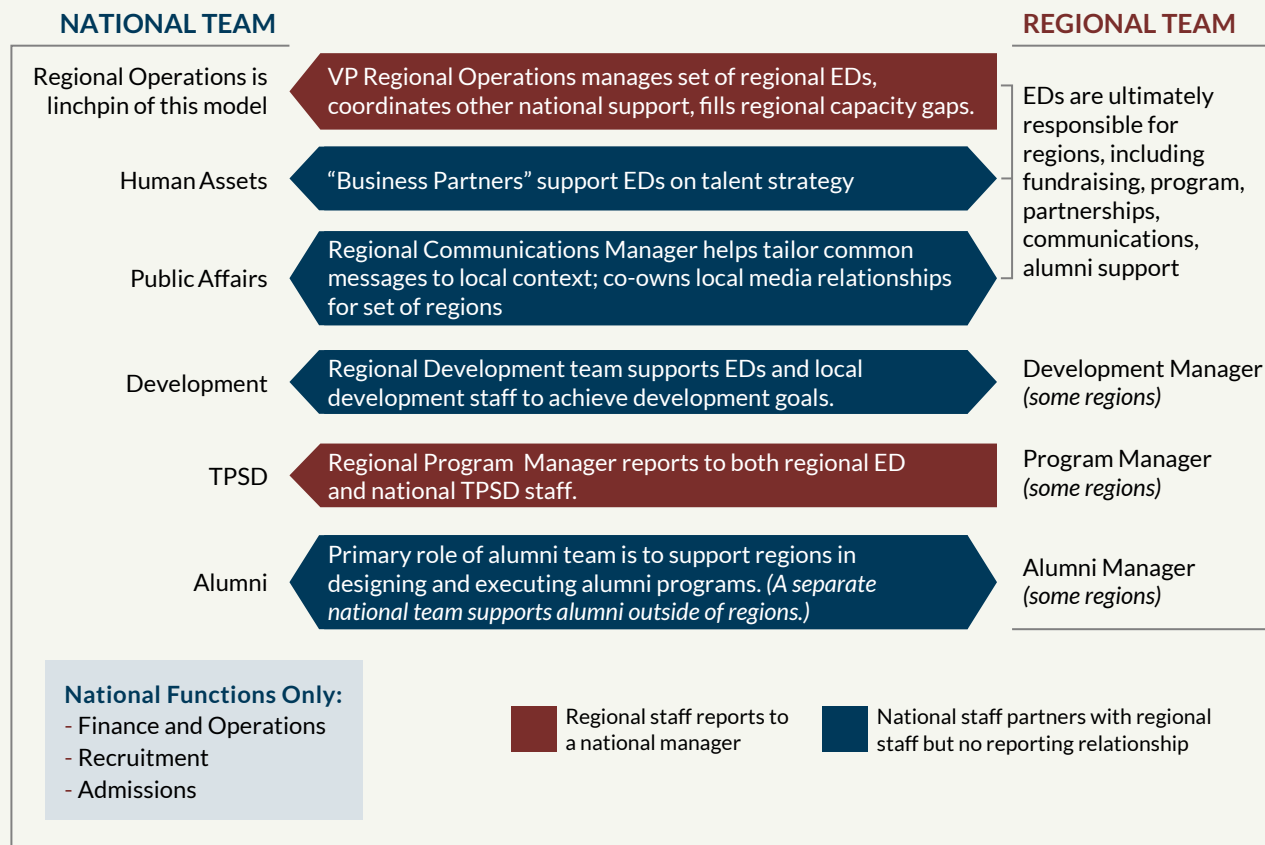 NATIONAL TEAM
REGIONAL TEAM
Regional Operations is
linchpin of this model
VP Regional Operations manages set of regional EDs,
coordinates other national support, fills regional capacity gaps.
EDs are ultimately
responsible for
regions, including
fundraising, program,
partnerships,
communications,
alumni support
Human Assets
“Business Partners” support EDs on talent strategy
Public Affairs
Regional Communications Manager helps tailor common
messages to local context; co-owns local media relationships
for set of regions
Development
Regional Development team supports EDs and local
development staff to achieve development goals.
Development Manager
(some regions)
TPSD
Regional Program Manager reports to both regional ED
and national TPSD staff.
Program Manager
(some regions)
Alumni
Primary role of alumni team is to support regions in
designing and executing alumni programs. (A separate
national team supports alumni outside of regions.)
Alumni Manager
(some regions)
National Functions Only:
- Finance and Operations
- Recruitment
- Admissions
Regional staff reports to
a national manager
National staff partners with regional
staff but no reporting relationship